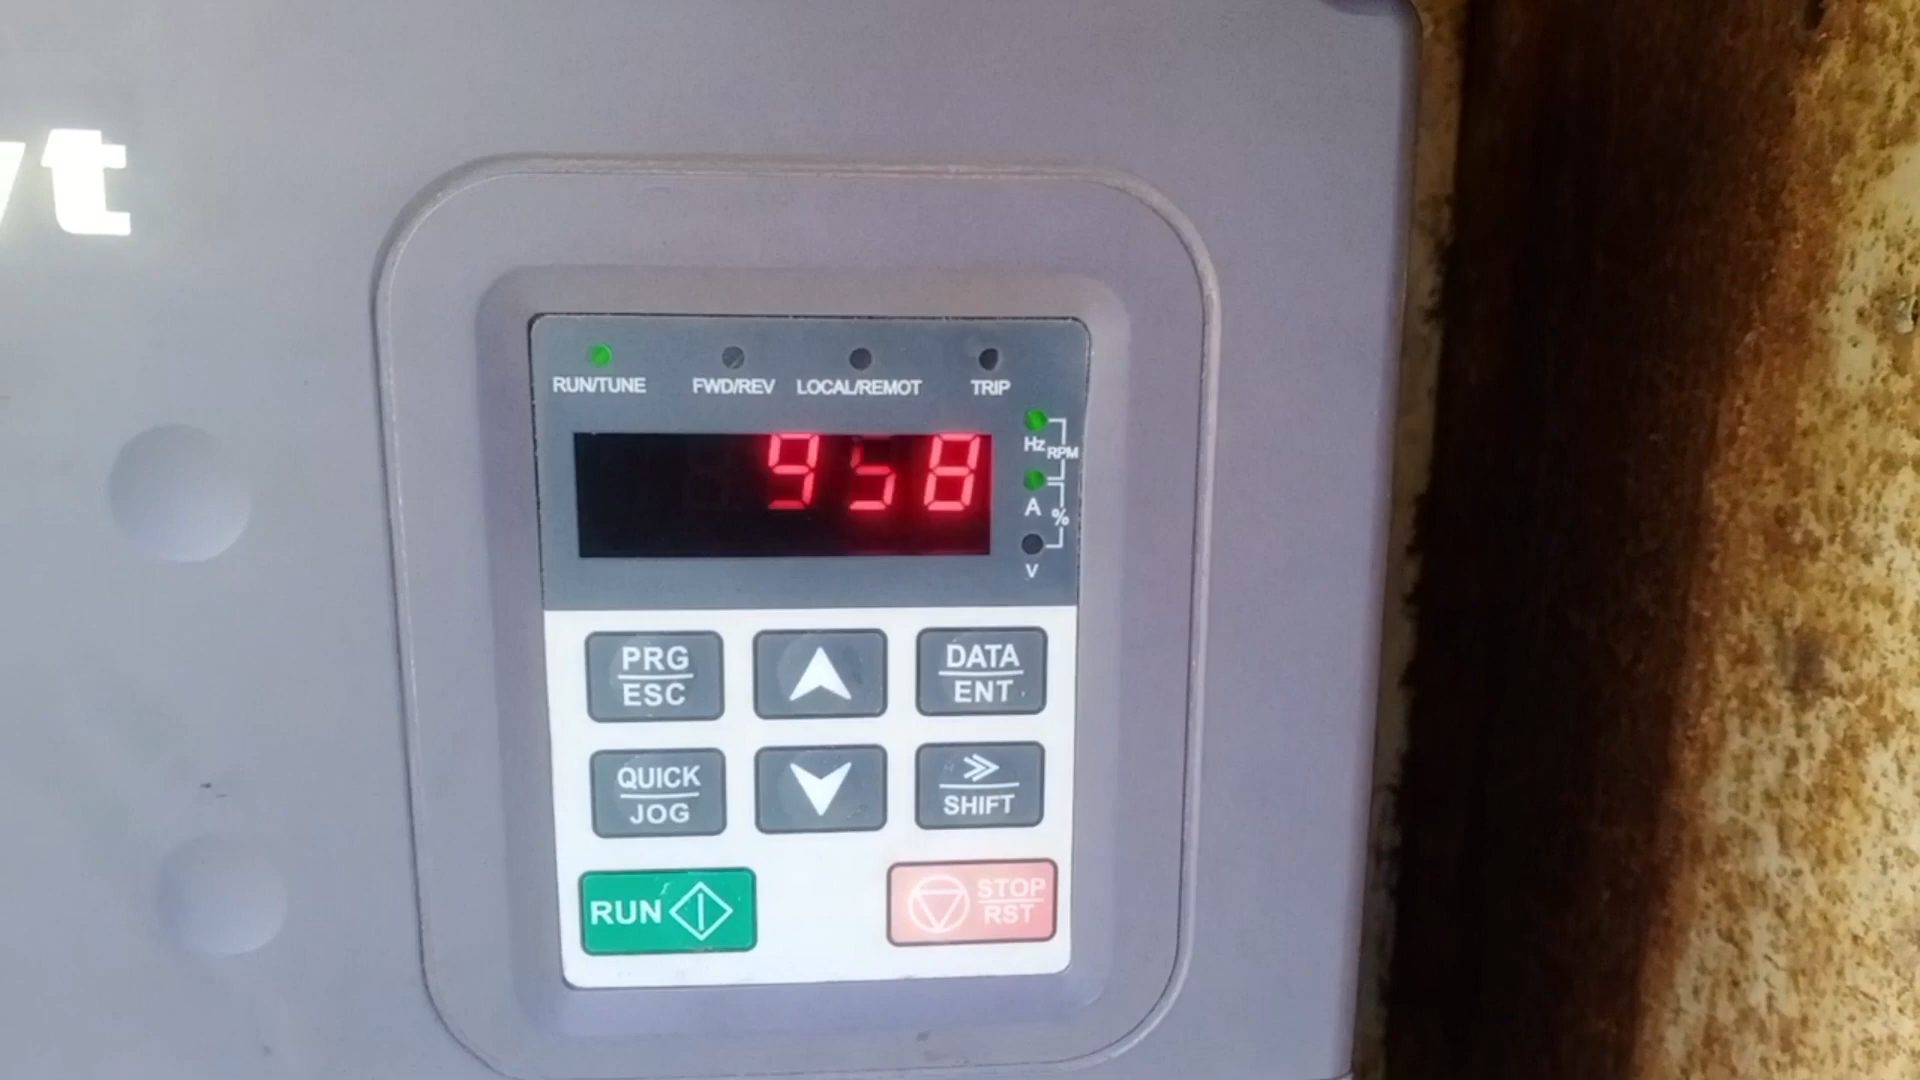 yt
RUN/TUNE FWD/REV LOCAL/REMOT TRIP
Hz RPM
958
A %
V
PRG
ESC
DATA
ENT
QUICK
JOG
SHIFT
RUN
STOP
RST